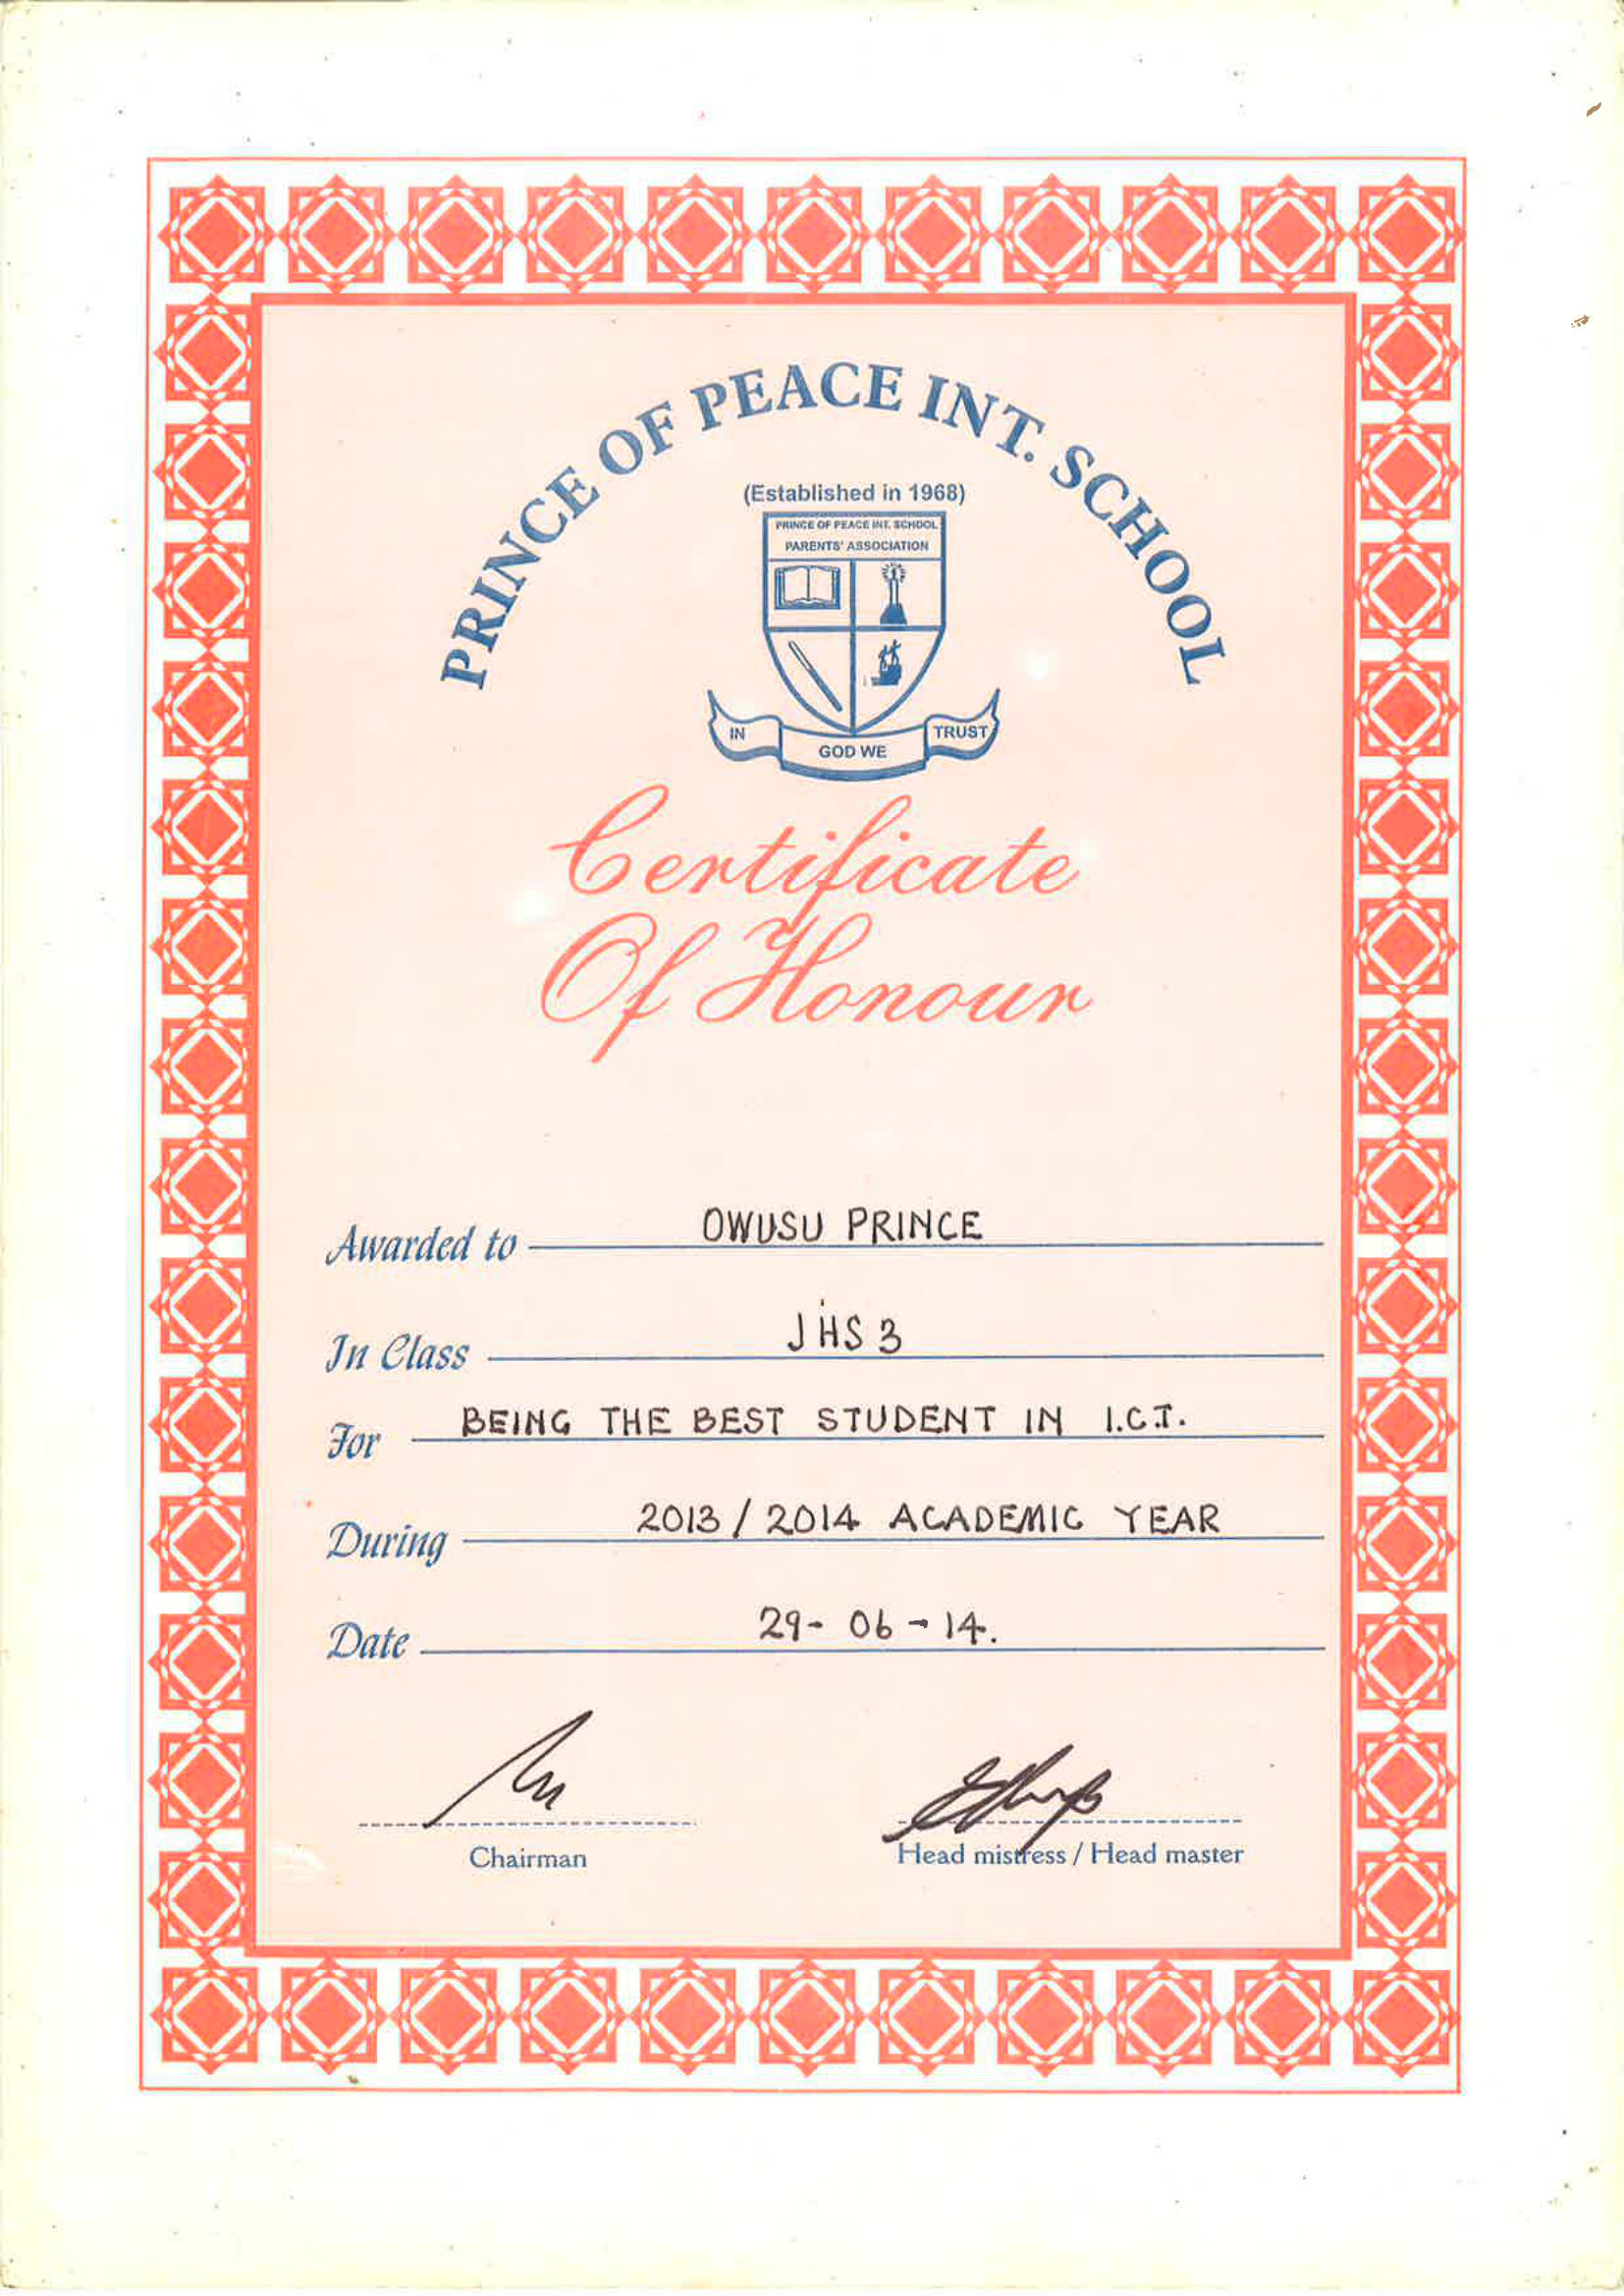 PRINCE OF PEACE INT. SCHOOL
(Established in 1968)
PRINCE OF PEACE INT. SCHOOL
PARENTS' ASSOCIATION
IN GOD WE TRUST
Certificate
Of Honour
Awarded to OWUSU PRINCE
In Class JHS 3
For BEING THE BEST STUDENT IN I.C.T.
During 2013 / 2014 ACADEMIC YEAR
Date 29- 06 - 14.
Chairman
Head mistress / Head master